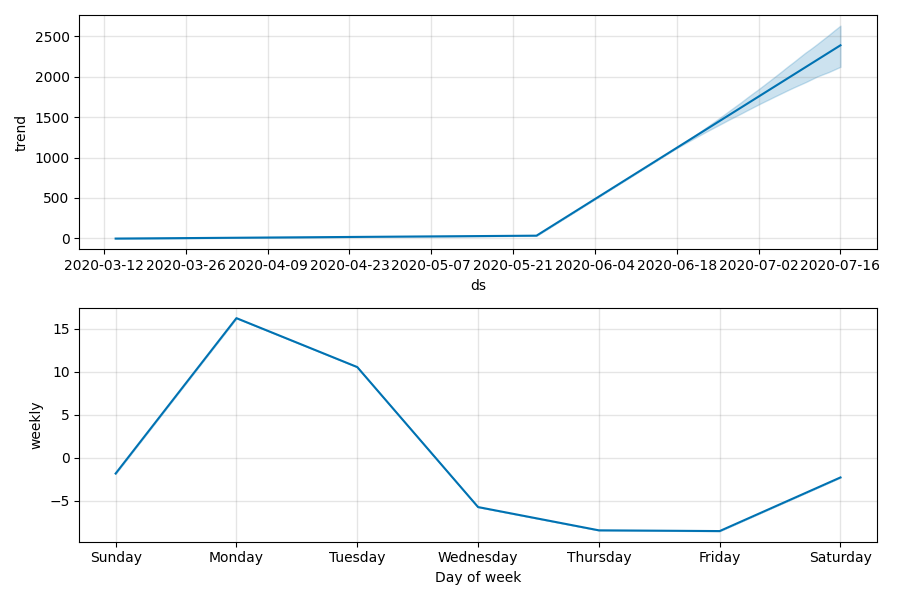 2500
2000
1500
1000
500
0
trend
2020-03-12 2020-03-26 2020-04-09 2020-04-23 2020-05-07 2020-05-21 2020-06-04 2020-06-18 2020-07-02 2020-07-16
ds
15
10
5
0
−5
weekly
Sunday Monday Tuesday Wednesday Thursday Friday Saturday
Day of week